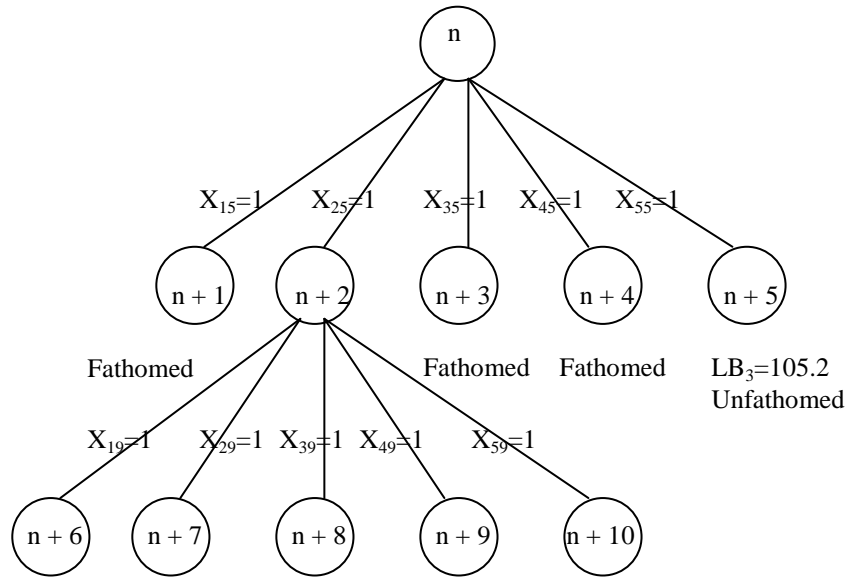 n
X₁₅=1 X₂₅=1 X₃₅=1 X₄₅=1 X₅₅=1
n + 1 n + 2 n + 3 n + 4 n + 5
Fathomed Fathomed Fathomed LB₃=105.2
Unfathomed
X₁₉=1 X₂₉=1 X₃₉=1 X₄₉=1 X₅₉=1
n + 6 n + 7 n + 8 n + 9 n + 10